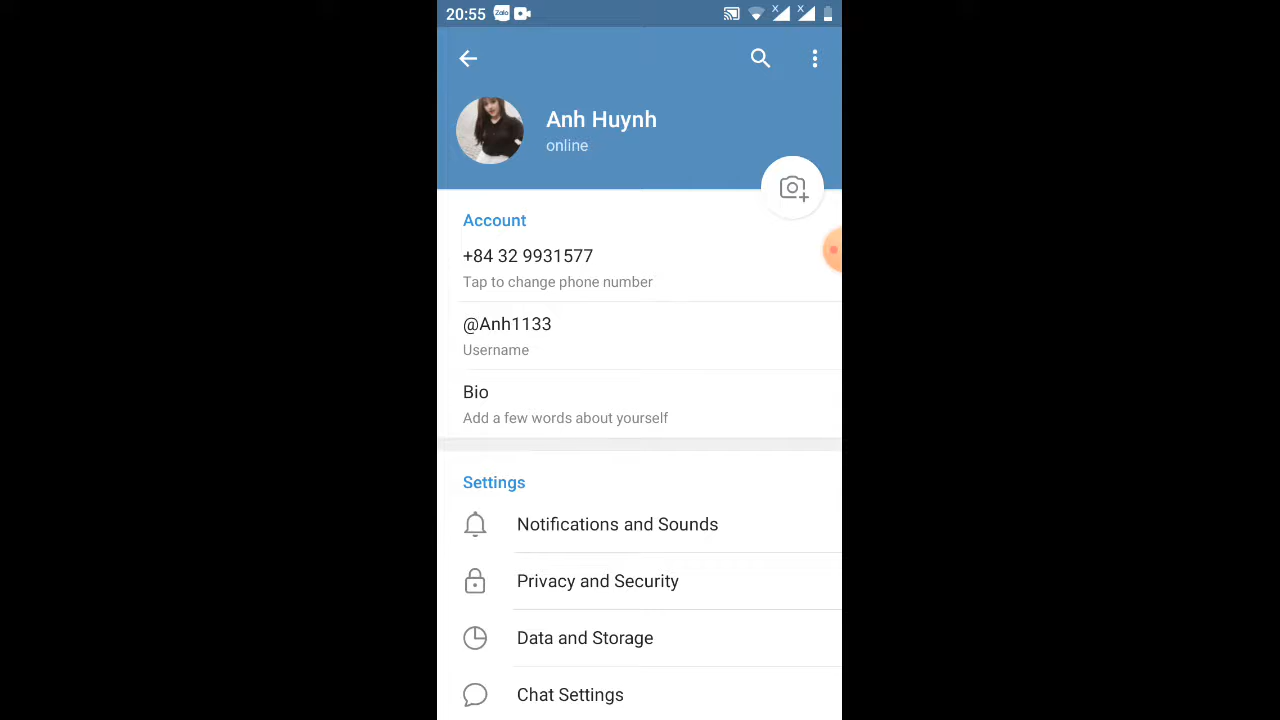 20:55 Zalo
Anh Huynh
online
Account
+84 32 9931577
Tap to change phone number
@Anh1133
Username
Bio
Add a few words about yourself
Settings
Notifications and Sounds
Privacy and Security
Data and Storage
Chat Settings